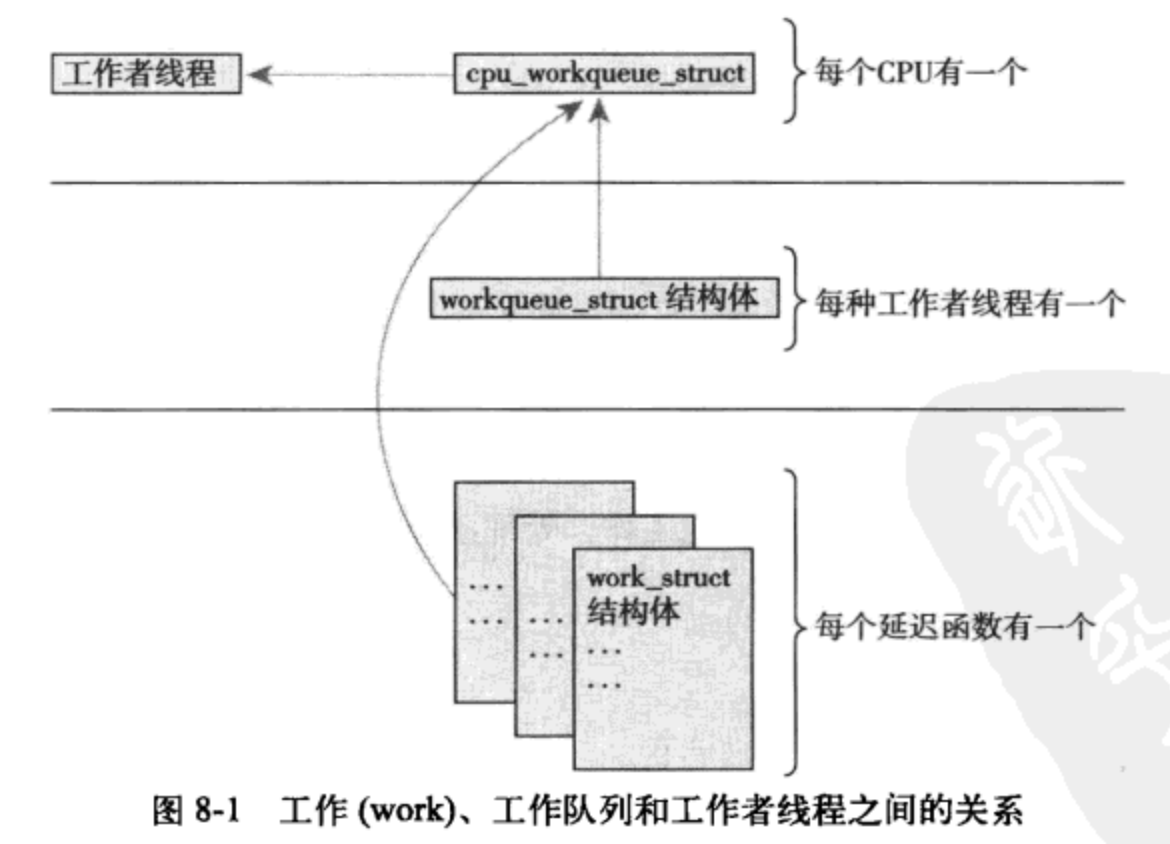 工作者线程
cpu_workqueue_struct
每个CPU有一个
workqueue_struct 结构体
每种工作者线程有一个
...
...
...
...
work_struct
结构体
...
...
每个延迟函数有一个
图 8-1 工作 (work)、工作队列和工作者线程之间的关系